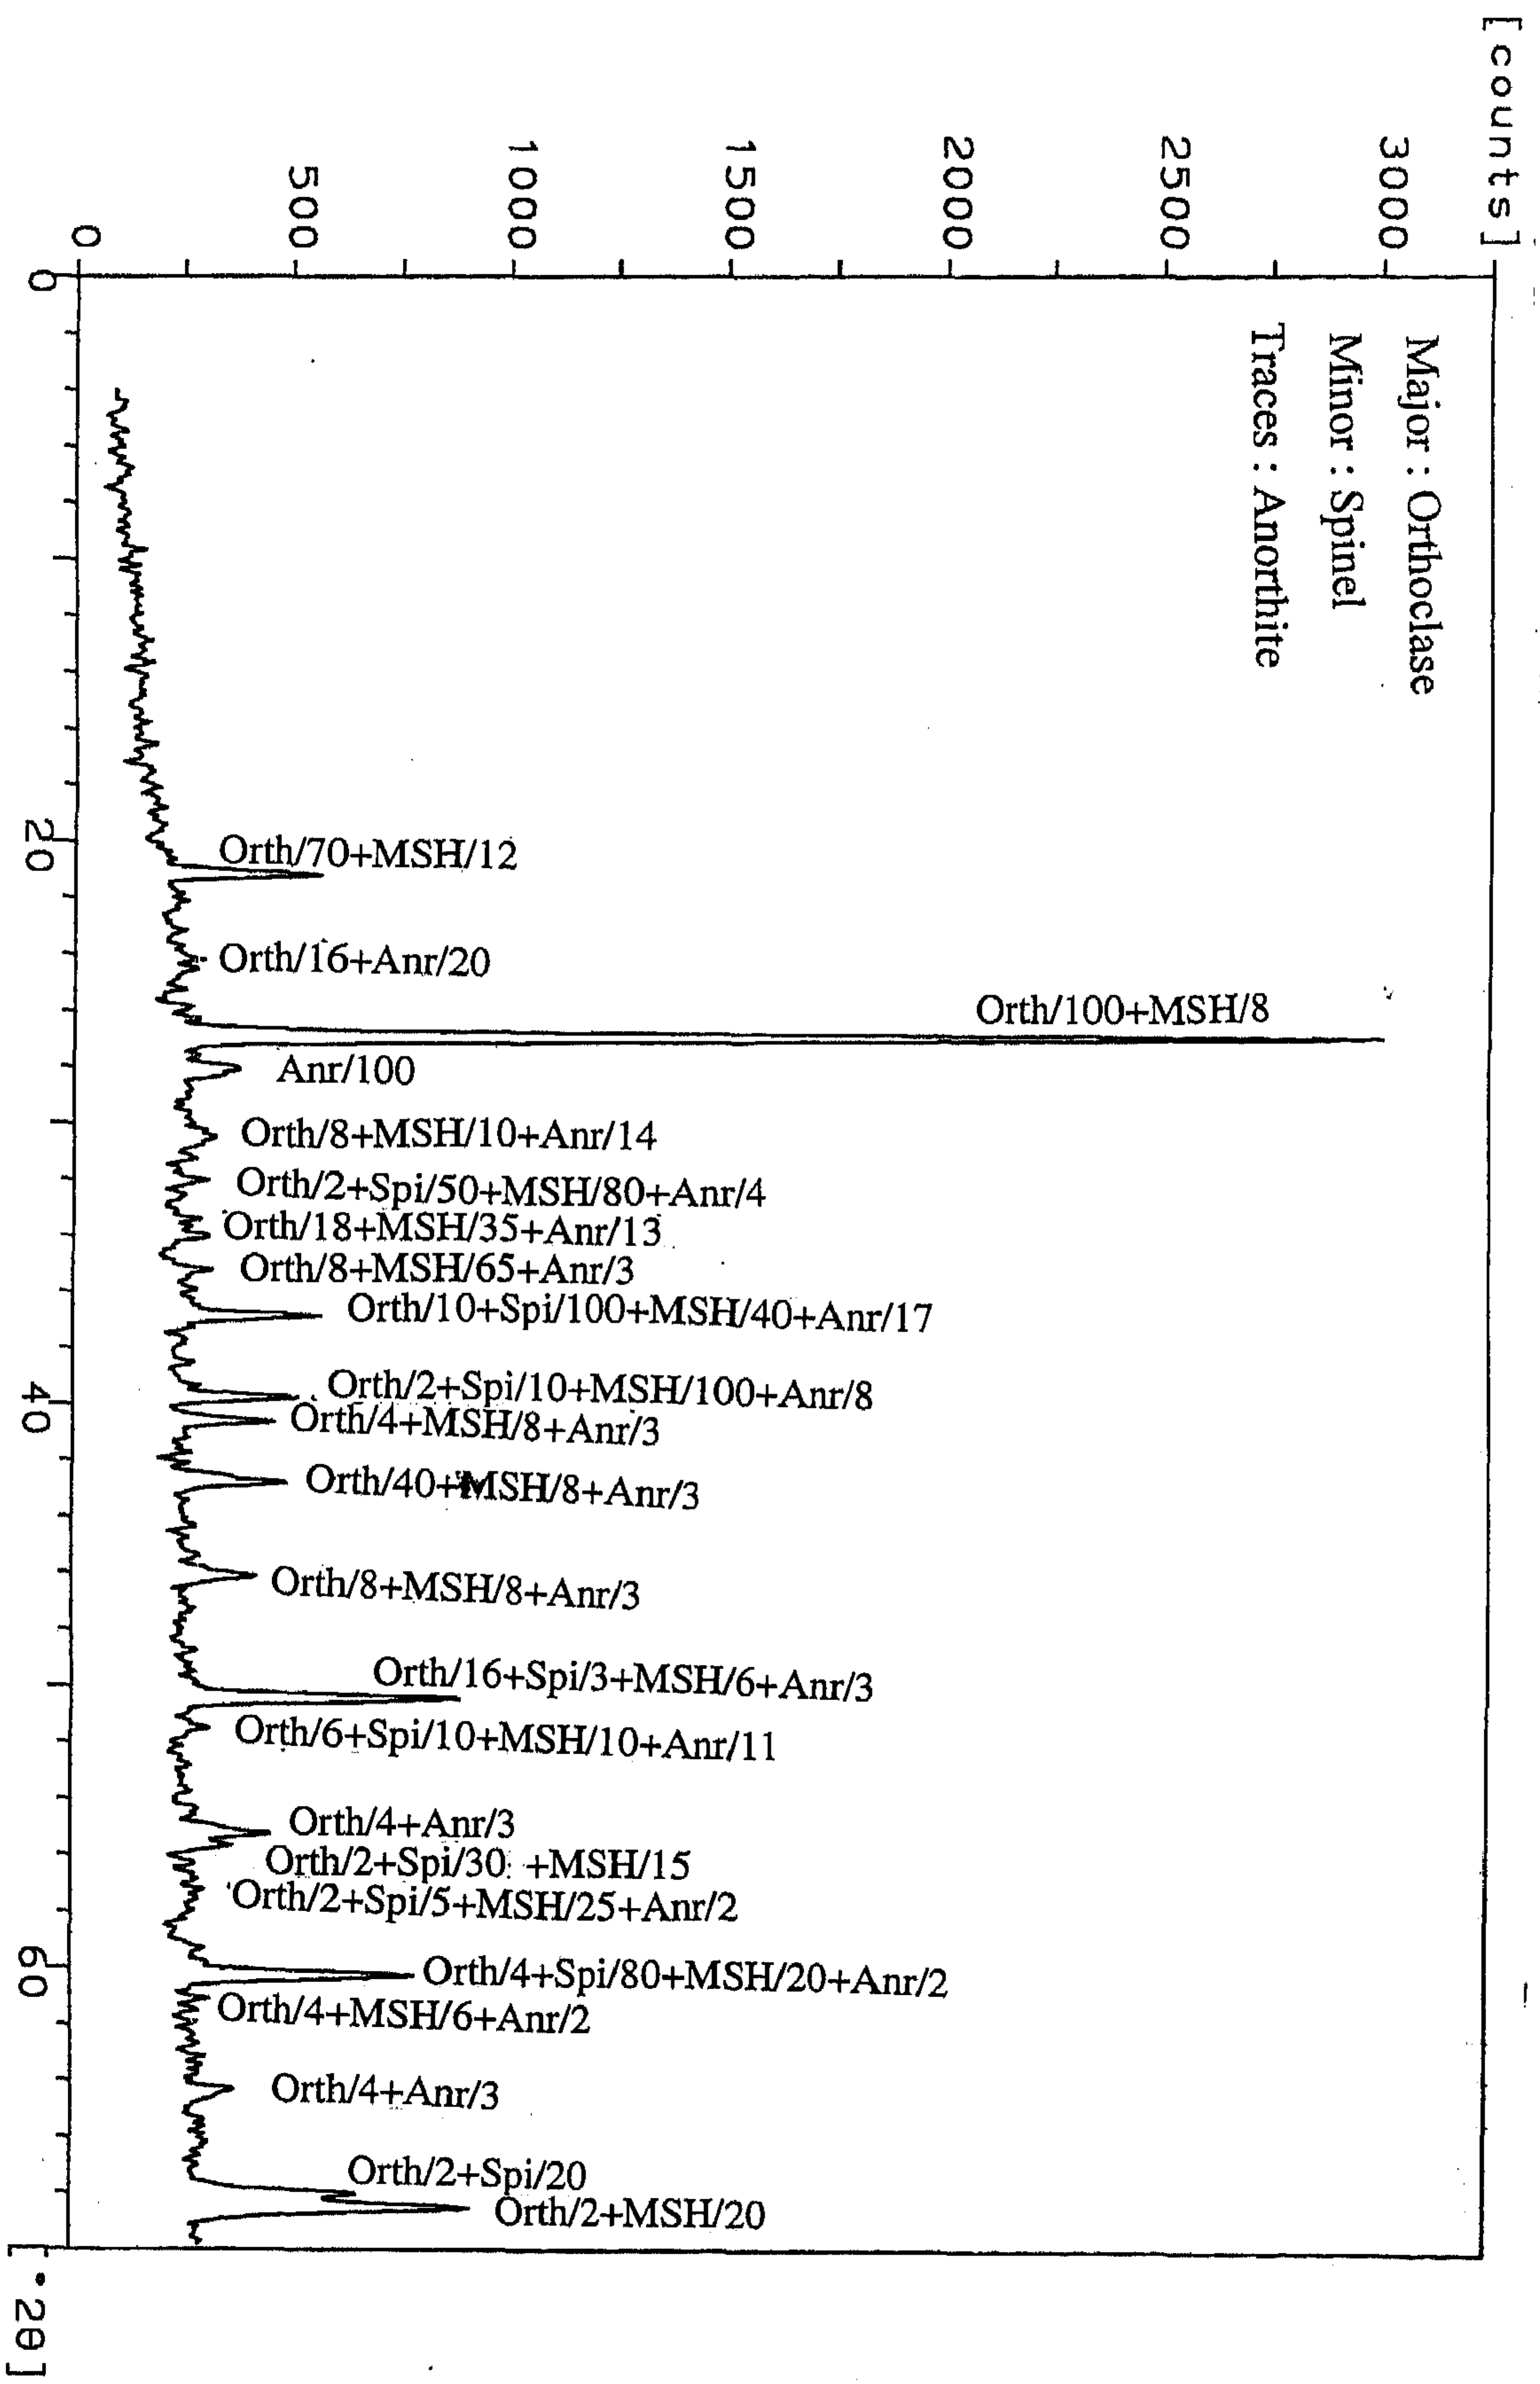 [counts]
3000
2500
2000
1500
1000
500
0
Major : Orthoclase
Minor : Spinel
Traces : Anorthite
Orth/70+MSH/12
Orth/16+Anr/20
Orth/100+MSH/8
Anr/100
Orth/8+MSH/10+Anr/14
Orth/2+Spi/50+MSH/80+Anr/4
Orth/18+MSH/35+Anr/13
Orth/8+MSH/65+Anr/3
Orth/10+Spi/100+MSH/40+Anr/17
Orth/2+Spi/10+MSH/100+Anr/8
Orth/4+MSH/8+Anr/3
Orth/40+MSH/8+Anr/3
Orth/8+MSH/8+Anr/3
Orth/16+Spi/3+MSH/6+Anr/3
Orth/6+Spi/10+MSH/10+Anr/11
Orth/4+Anr/3
Orth/2+Spi/30 +MSH/15
Orth/2+Spi/5+MSH/25+Anr/2
Orth/4+Spi/80+MSH/20+Anr/2
Orth/4+MSH/6+Anr/2
Orth/4+Anr/3
Orth/2+Spi/20
Orth/2+MSH/20
0
20
40
60
[°2θ]